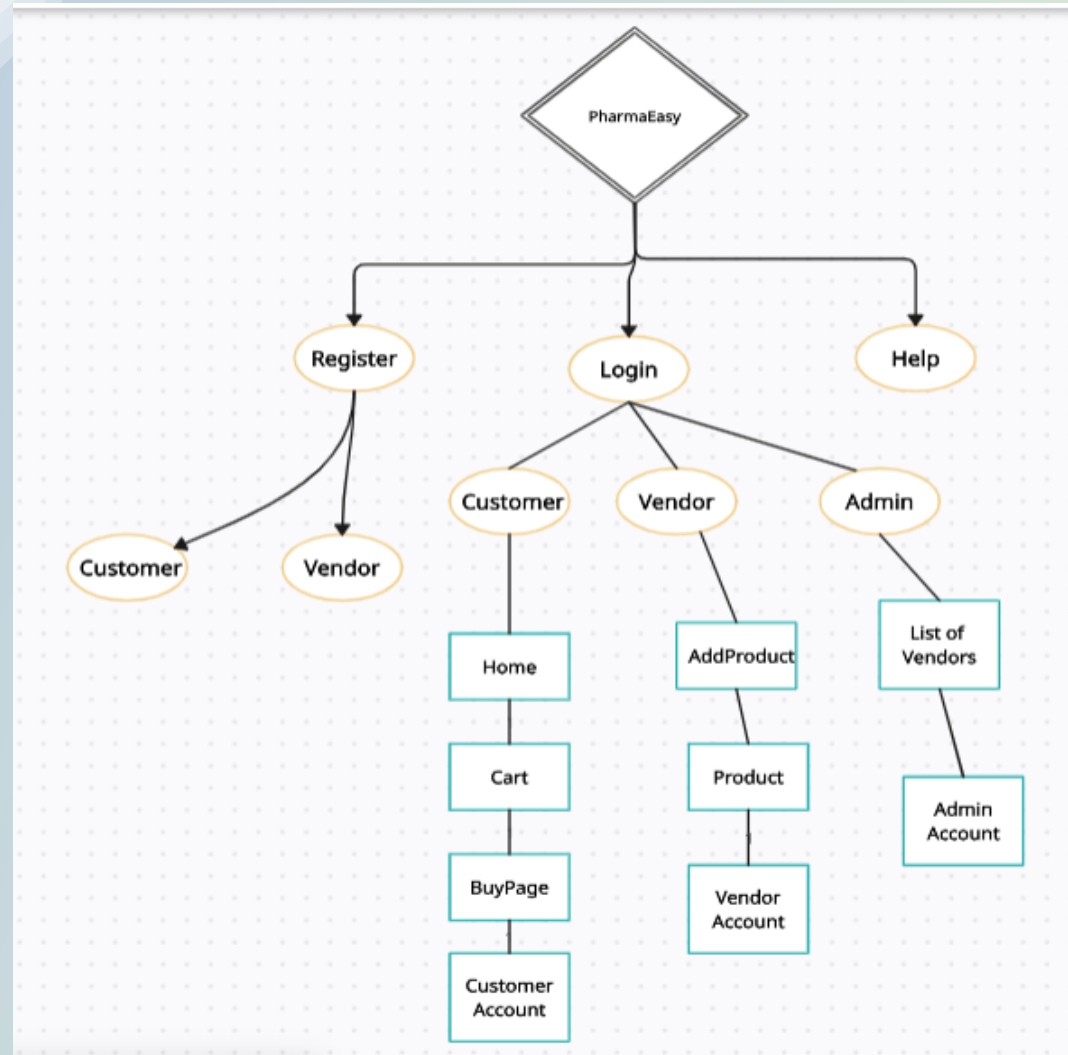 PharmaEasy
Register
Login
Help
Customer
Vendor
Admin
Customer
Vendor
Home
AddProduct
List of
Vendors
Cart
Product
Admin
Account
BuyPage
Vendor
Account
Customer
Account